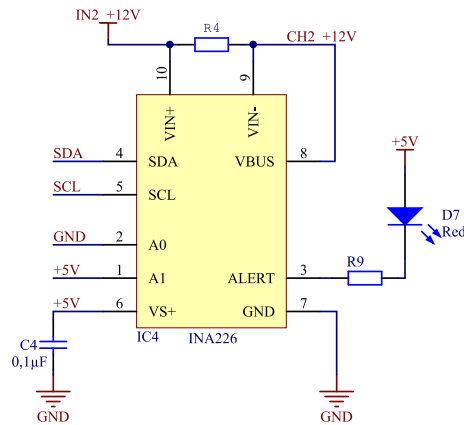 IN2 +12V
R4
CH2 +12V
10
9
VIN+
VIN-
+5V
SDA
4
SDA
VBUS
8
SCL
5
SCL
D7
Red
GND
2
A0
+5V
1
A1
ALERT
3
R9
+5V
6
VS+
GND
7
IC4
INA226
C4
0,1µF
GND
GND